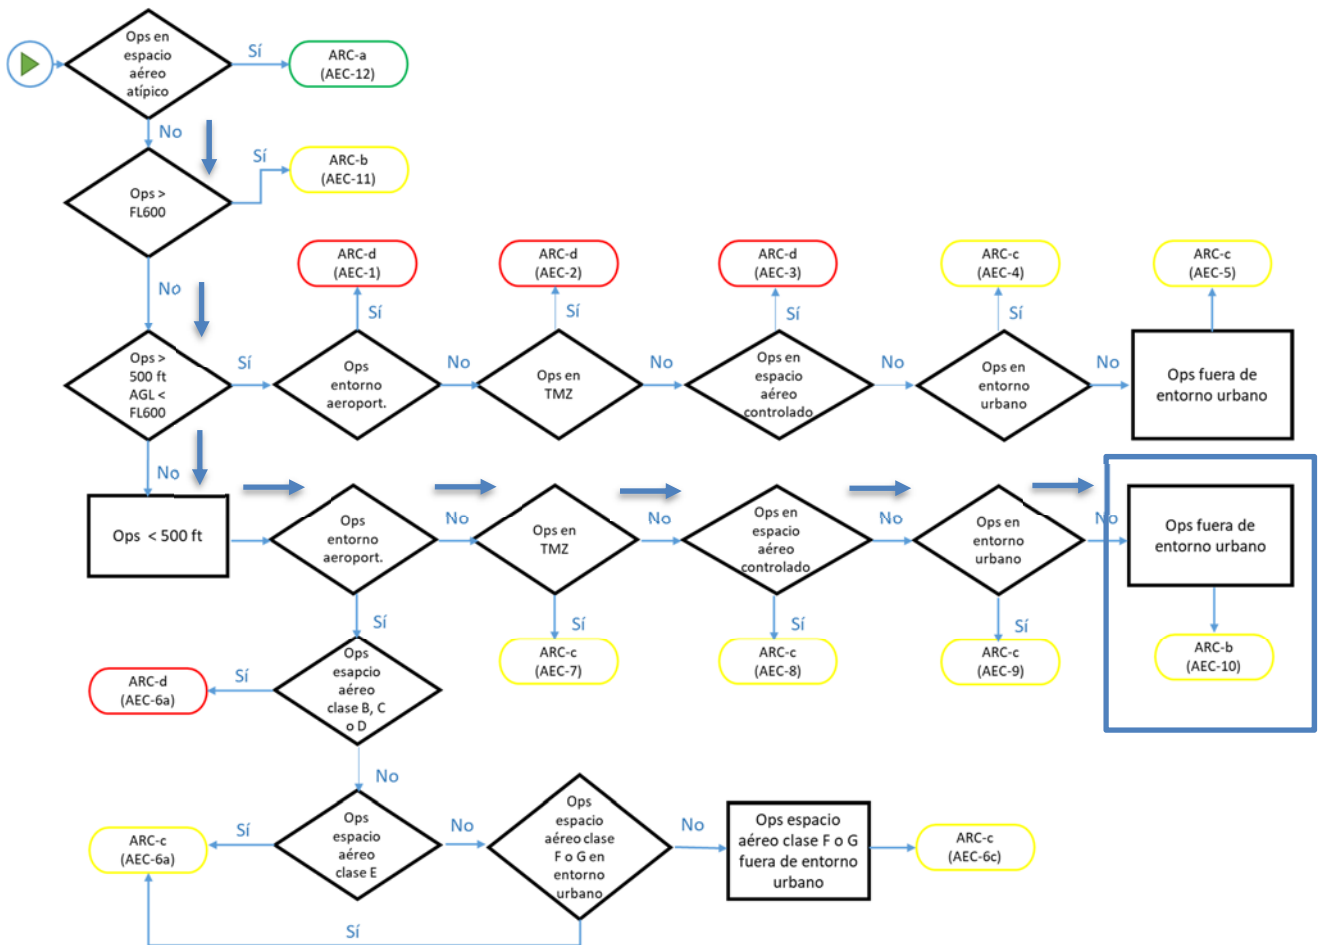 Ops en
espacio
aéreo
atípico
Sí
ARC-a
(AEC-12)
No
Ops >
FL600
Sí
ARC-b
(AEC-11)
No
Ops >
500 ft
AGL <
FL600
Sí
Ops
entorno
aeroport.
Sí
ARC-d
(AEC-1)
No
Ops en
TMZ
Sí
ARC-d
(AEC-2)
No
Ops en
espacio
aéreo
controlado
Sí
ARC-d
(AEC-3)
No
Ops en
entorno
urbano
Sí
ARC-c
(AEC-4)
No
Ops fuera de
entorno urbano
ARC-c
(AEC-5)
No
Ops < 500 ft
Ops
entorno
aeroport.
No
Ops en
TMZ
Sí
ARC-c
(AEC-7)
No
Ops en
espacio
aéreo
controlado
Sí
ARC-c
(AEC-8)
No
Ops en
entorno
urbano
Sí
ARC-c
(AEC-9)
No
Ops fuera de
entorno urbano
ARC-b
(AEC-10)
Sí
Ops
esapcio
aéreo
clase B, C
o D
Sí
ARC-d
(AEC-6a)
No
Ops
espacio
aéreo
clase E
Sí
ARC-c
(AEC-6a)
No
Ops
espacio
aéreo clase
F o G en
entorno
urbano
Sí
No
Ops espacio
aéreo clase F o G
fuera de entorno
urbano
ARC-c
(AEC-6c)